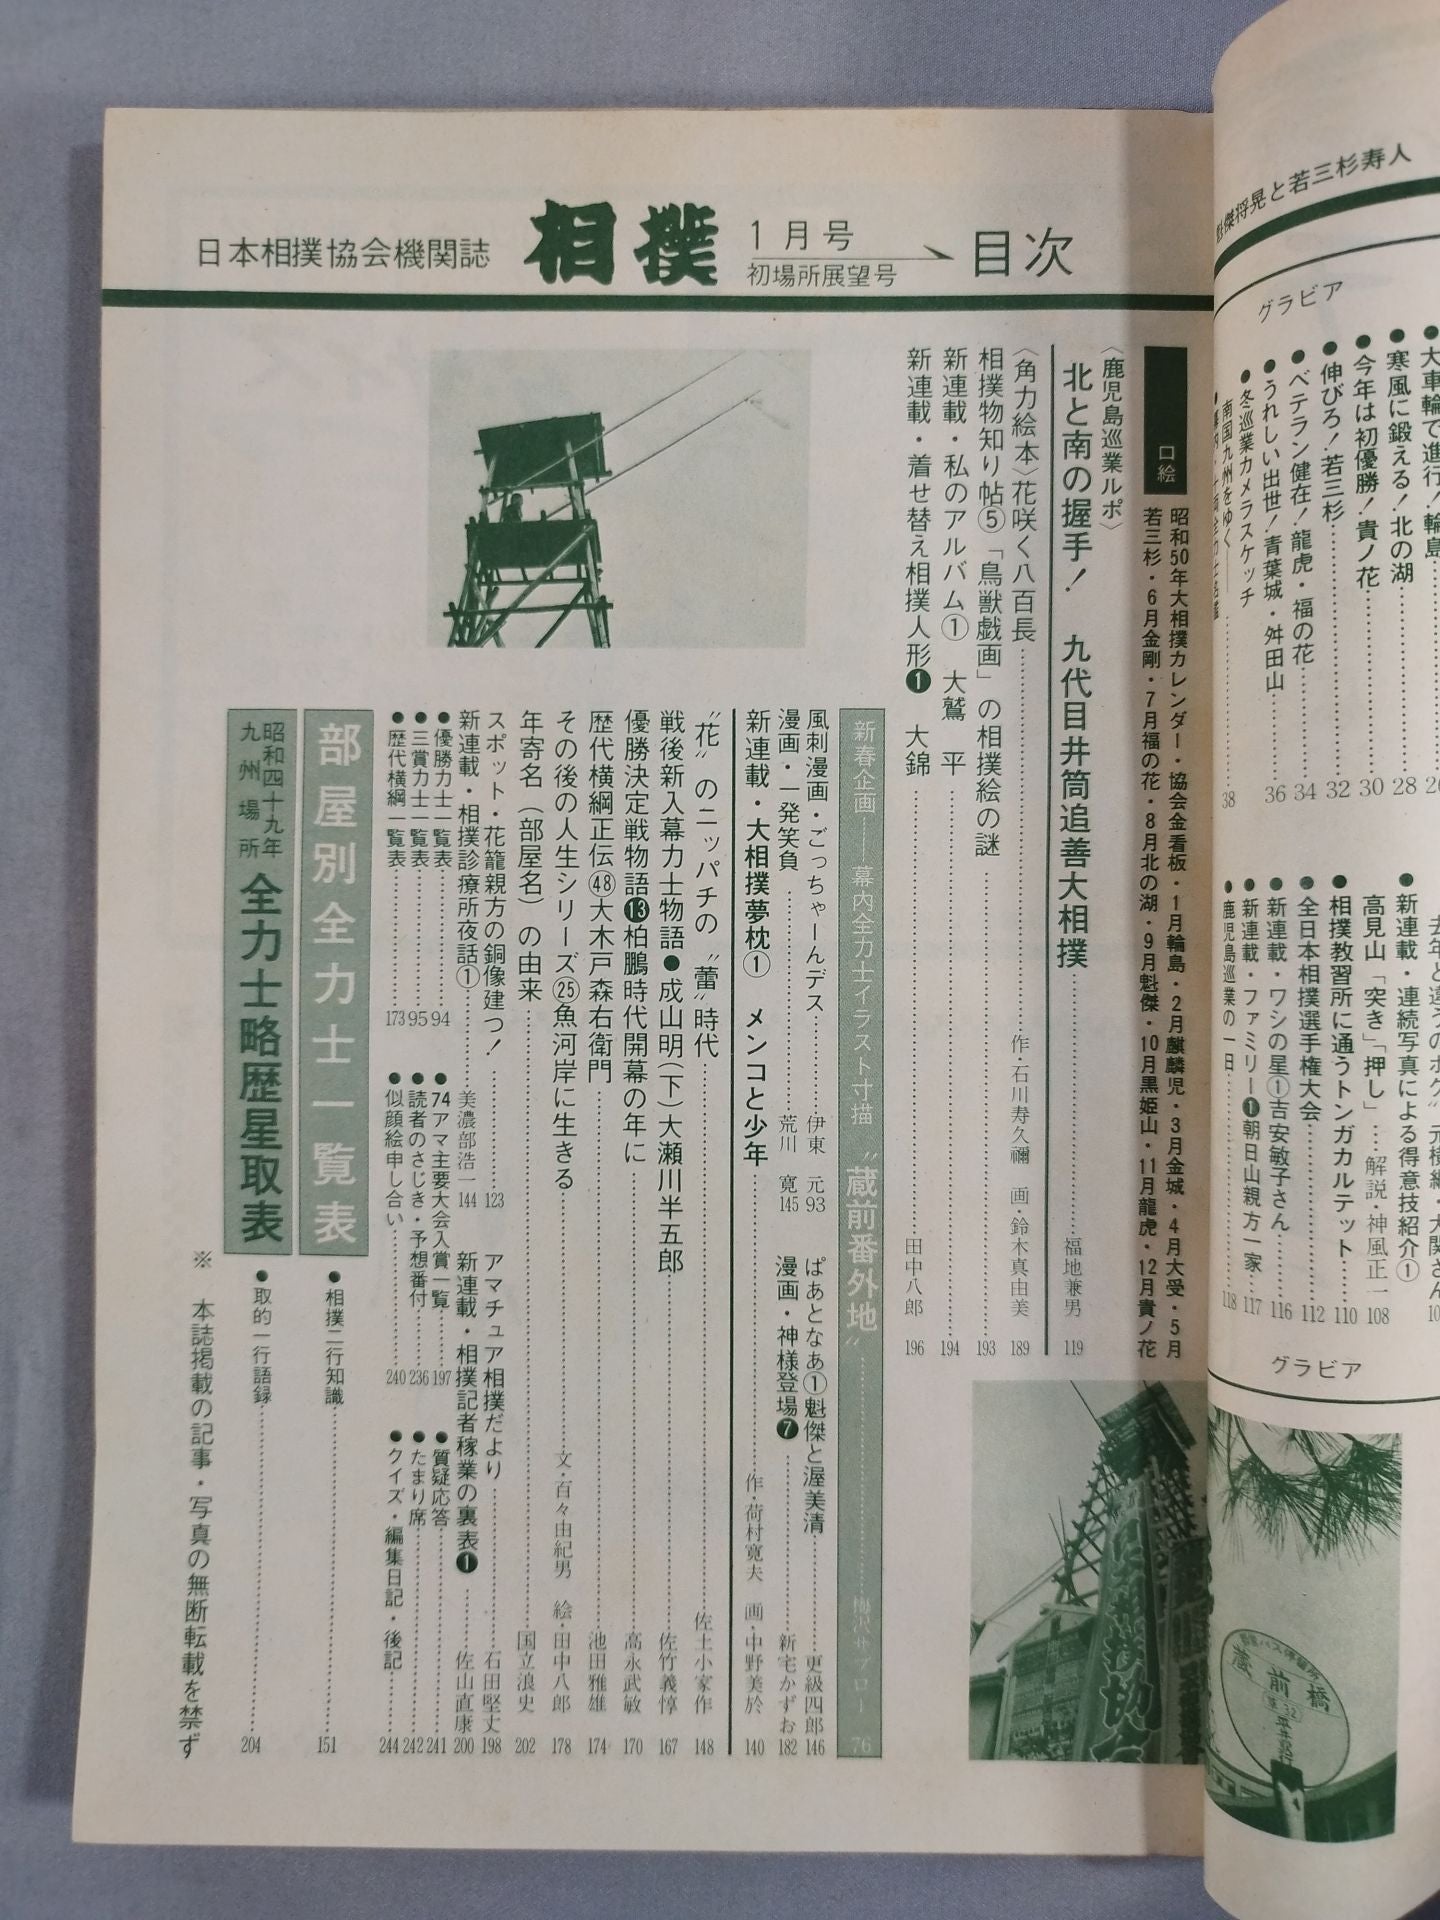 日本相撲協会機関誌 相撲 1月号 初場所展望号 目次
魁傑将晃と若三杉寿人
グラビア
●大車輪で進行!輪島
●寒風に鍛える!北の湖 28
●今年は初優勝!貴ノ花 30
●伸びろ!若三杉 32
●ベテラン健在!龍虎・福の花 34
●うれしい出世!青葉城・舛田山 36
●冬巡業カメラスケッチ
南国九州をゆく―― 38
●新連載・連続写真による得意技紹介①
高見山「突き」「押し」…解説・神風正一 108
●相撲教習所に通うトンガカルテット 110
●全日本相撲選手権大会 112
●新連載・ワシの星①吉安敏子さん 116
●新連載・ファミリー❶朝日山親方一家 117
●鹿児島巡業の一日 118
グラビア
口絵
昭和50年大相撲カレンダー・協会金看板・1月輪島・2月麒麟児・3月金城・4月大受・5月
若三杉・6月金剛・7月福の花・8月北の湖・9月魁傑・10月黒姫山・11月龍虎・12月貴ノ花
〈鹿児島巡業ルポ〉
北と南の握手! 九代目井筒追善大相撲 福地兼男 119
〈角力絵本〉花咲く八百長 作・石川寿久禰 画・鈴木真由美 189
相撲物知り帖⑤「鳥獣戯画」の相撲絵の謎 193
新連載・私のアルバム① 大鷲 平 194
新連載・着せ替え相撲人形❶ 大錦 田中八郎 196
新春企画――幕内全力士イラスト寸描 “蔵前番外地” 梅沢サブロー 76
風刺漫画・ごっちゃーんデス 伊東 元 93
ぱあとなあ①魁傑と渥美清 更級四郎 146
漫画・一発笑負 荒川 寛 145
漫画・神様登場❼ 新宅かずお 182
新連載・大相撲夢枕① メンコと少年 作・荷村寛夫 画・中野美於 140
“花”のニッパチの“蕾”時代 佐土小家作 148
戦後新入幕力士物語●成山明(下)大瀬川半五郎 佐竹義惇 167
優勝決定戦物語⓭柏鵬時代開幕の年に 高永武敏 170
歴代横綱正伝㊽大木戸森右衛門 池田雅雄 174
その後の人生シリーズ㉕魚河岸に生きる 文・百々由紀男 絵・田中八郎 178
年寄名(部屋名)の由来 国立浪史 202
スポット・花籠親方の銅像建つ! 123
アマチュア相撲だより 石田堅丈 198
新連載・相撲診療所夜話① 美濃部浩一 144
新連載・相撲記者稼業の裏表❶ 佐山直康 200
●優勝力士一覧表 94
●74アマ主要大会入賞一覧 197
●質疑応答 241
●三賞力士一覧表 95
●読者のさじき・予想番付 236
●たまり席 242
●歴代横綱一覧表 173
●似顔絵申し合い 240
●クイズ・編集日記・後記 244
部屋別全力士一覧表
●相撲二行知識 151
昭和四十九年
九州場所
全力士略歴星取表
●取的一行語録 204
※ 本誌掲載の記事・写真の無断転載を禁ず
蔵前橋